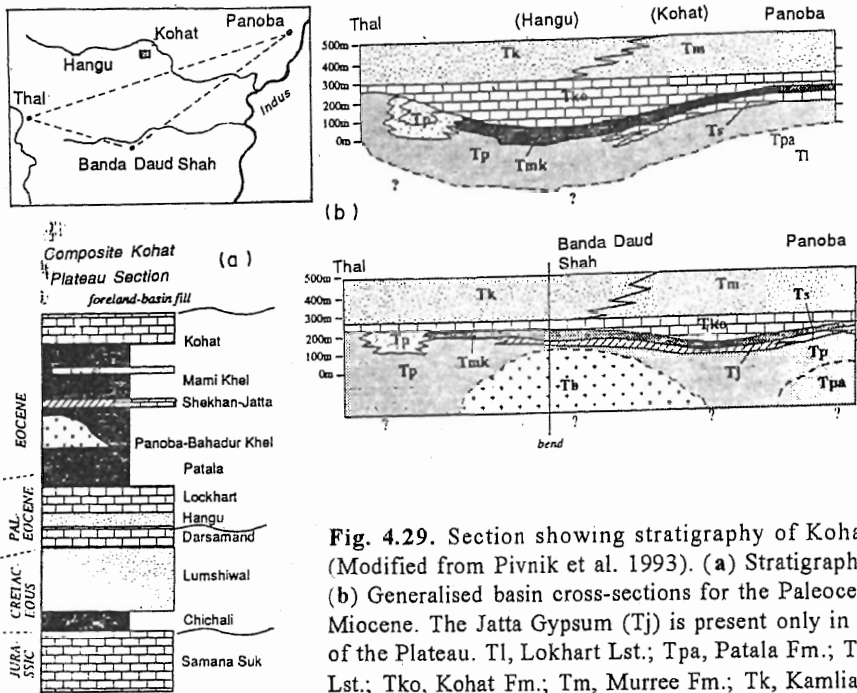 Panoba
Kohat
Hangu
Thal
Indus
Banda Daud Shah
Thal (Hangu) (Kohat) Panoba
500m
400m
300m
200m
100m
0m
Tk
Tm
Tko
Tp
Tp
Tmk
Ts
Tpa
Tl
?
?
(b)
Thal
Banda Daud
Shah
Panoba
500m
400m
300m
200m
100m
0m
Tk
Tm
Ts
Tko
Tp
Tmk
Tp
Tb
Tj
Tp
Tpa
?
?
?
?
bend
Composite Kohat
Plateau Section
(a)
foreland-basin fill
Kohat
Mami Khel
Shekhan-Jatta
Panoba-Bahadur Khel
Patala
Lockhart
Hangu
Darsamand
Lumshiwal
Chichali
Samana Suk
EOCENE
PAL-
EOCENE
CRETAC-
EOUS
JURA-
SSIC
Fig. 4.29. Section showing stratigraphy of Koha
(Modified from Pivnik et al. 1993). (a) Stratigraph
(b) Generalised basin cross-sections for the Paleoce
Miocene. The Jatta Gypsum (Tj) is present only in
of the Plateau. Tl, Lokhart Lst.; Tpa, Patala Fm.; T
Lst.; Tko, Kohat Fm.; Tm, Murree Fm.; Tk, Kamlia